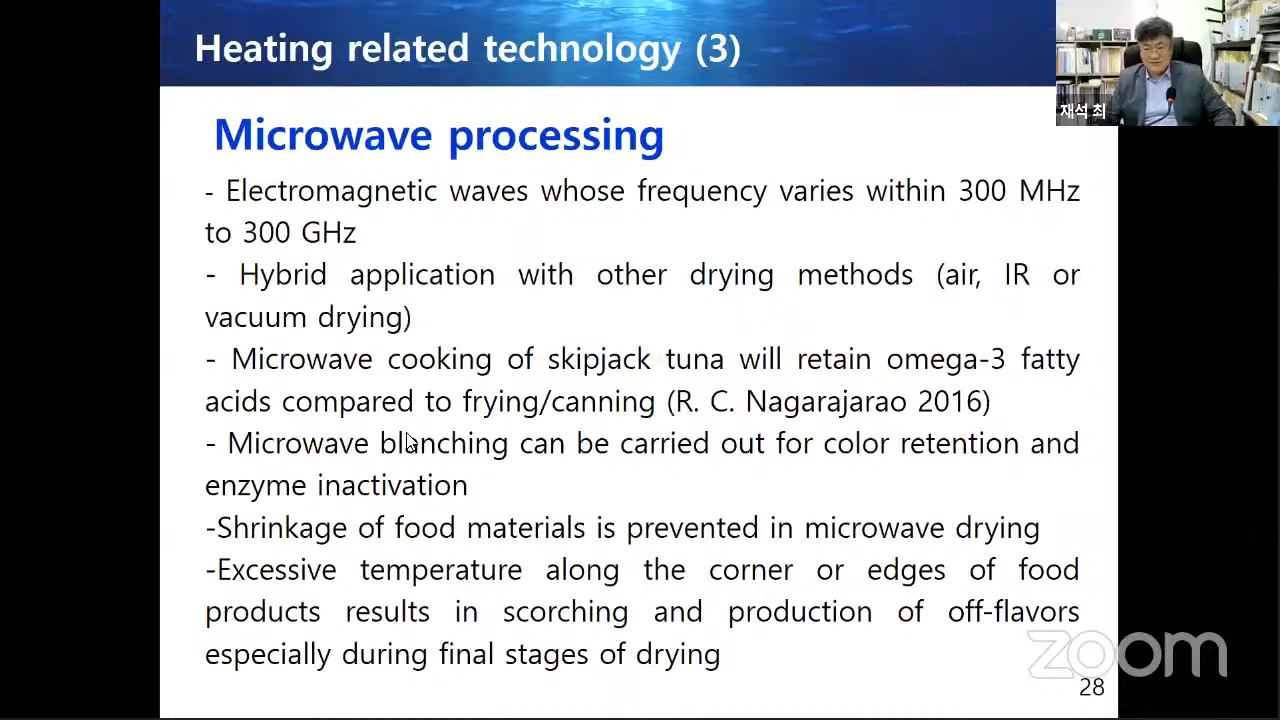 Heating related technology (3)
재석 최
Microwave processing
- Electromagnetic waves whose frequency varies within 300 MHz
to 300 GHz
- Hybrid application with other drying methods (air, IR or
vacuum drying)
- Microwave cooking of skipjack tuna will retain omega-3 fatty
acids compared to frying/canning (R. C. Nagarajarao 2016)
- Microwave blanching can be carried out for color retention and
enzyme inactivation
-Shrinkage of food materials is prevented in microwave drying
-Excessive temperature along the corner or edges of food
products results in scorching and production of off-flavors
especially during final stages of drying
zoom
28